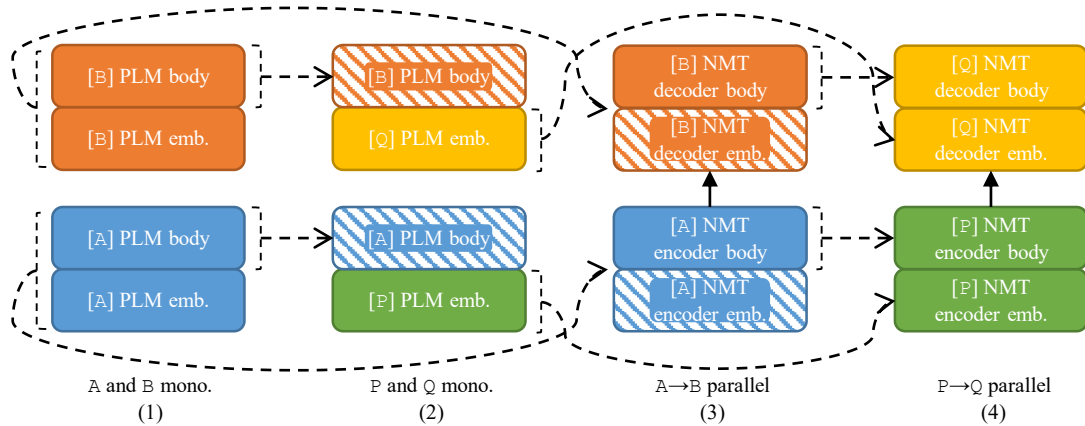 [B] PLM body
[B] PLM emb.
[A] PLM body
[A] PLM emb.
A and B mono.
(1)
[B] PLM body
[Q] PLM emb.
[A] PLM body
[P] PLM emb.
P and Q mono.
(2)
[B] NMT
decoder body
[B] NMT
decoder emb.
[A] NMT
encoder body
[A] NMT
encoder emb.
A→B parallel
(3)
[Q] NMT
decoder body
[Q] NMT
decoder emb.
[P] NMT
encoder body
[P] NMT
encoder emb.
P→Q parallel
(4)